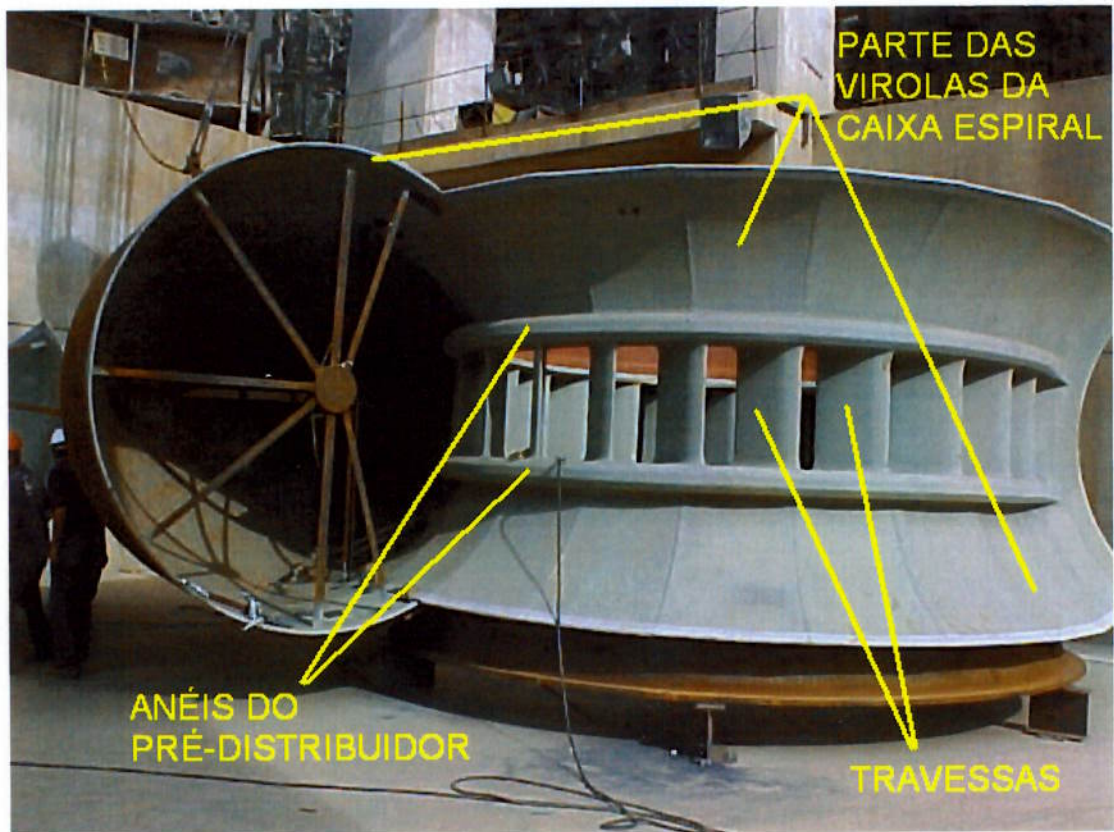 PARTE DAS
VIROLAS DA
CAIXA ESPIRAL
ANÉIS DO
PRÉ-DISTRIBUIDOR
TRAVESSAS